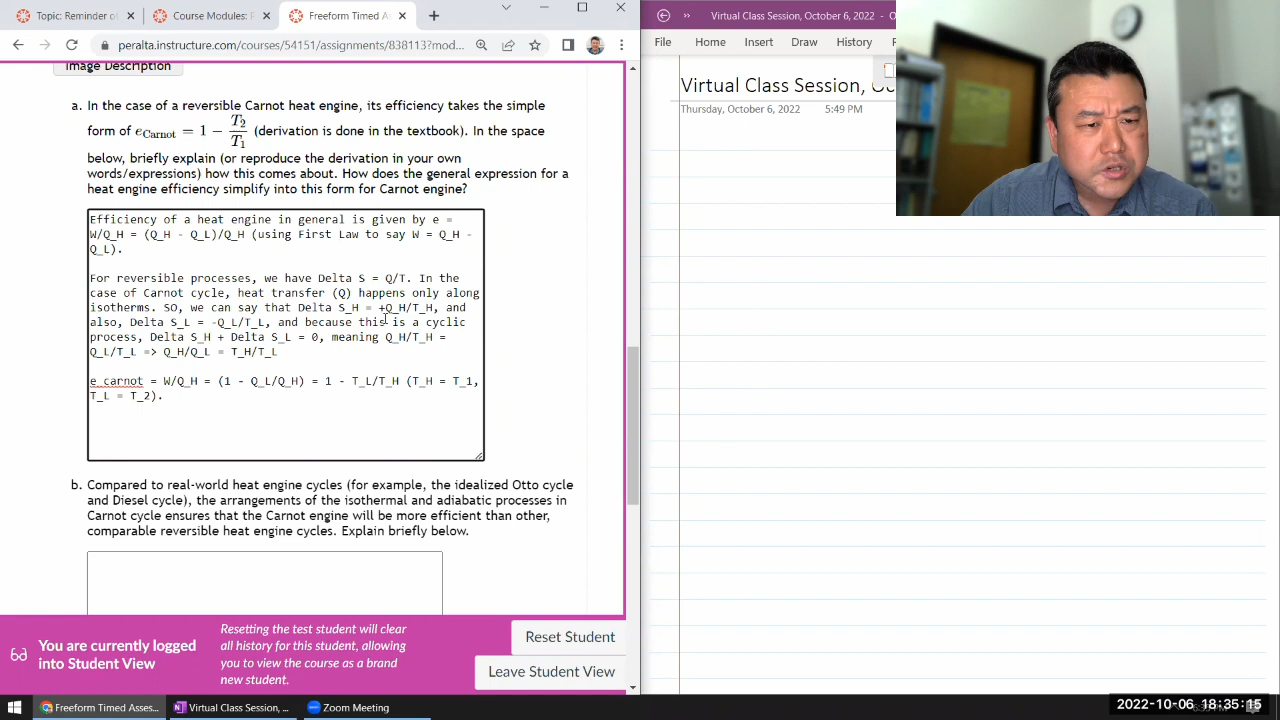 Topic: Reminder of
Course Modules: P
Freeform Timed As
peralta.instructure.com/courses/54151/assignments/838113?mod...
Image Description
a. In the case of a reversible Carnot heat engine, its efficiency takes the simple
form of e_Carnot = 1 − T_2/T_1 (derivation is done in the textbook). In the space
below, briefly explain (or reproduce the derivation in your own
words/expressions) how this comes about. How does the general expression for a
heat engine efficiency simplify into this form for Carnot engine?
Efficiency of a heat engine in general is given by e =
W/Q_H = (Q_H - Q_L)/Q_H (using First Law to say W = Q_H -
Q_L).
For reversible processes, we have Delta S = Q/T. In the
case of Carnot cycle, heat transfer (Q) happens only along
isotherms. SO, we can say that Delta S_H = +Q_H/T_H, and
also, Delta S_L = -Q_L/T_L, and because this is a cyclic
process, Delta S_H + Delta S_L = 0, meaning Q_H/T_H =
Q_L/T_L => Q_H/Q_L = T_H/T_L
e_carnot = W/Q_H = (1 - Q_L/Q_H) = 1 - T_L/T_H (T_H = T_1,
T_L = T_2).
b. Compared to real-world heat engine cycles (for example, the idealized Otto cycle
and Diesel cycle), the arrangements of the isothermal and adiabatic processes in
Carnot cycle ensures that the Carnot engine will be more efficient than other,
comparable reversible heat engine cycles. Explain briefly below.
You are currently logged
into Student View
Resetting the test student will clear
all history for this student, allowing
you to view the course as a brand
new student.
Reset Student
Leave Student View
Virtual Class Session, October 6, 2022 - O
File Home Insert Draw History
Virtual Class Session,
Thursday, October 6, 2022 5:49 PM
Freeform Timed Asses...
Virtual Class Session, ...
Zoom Meeting
2022-10-06 18:35:15